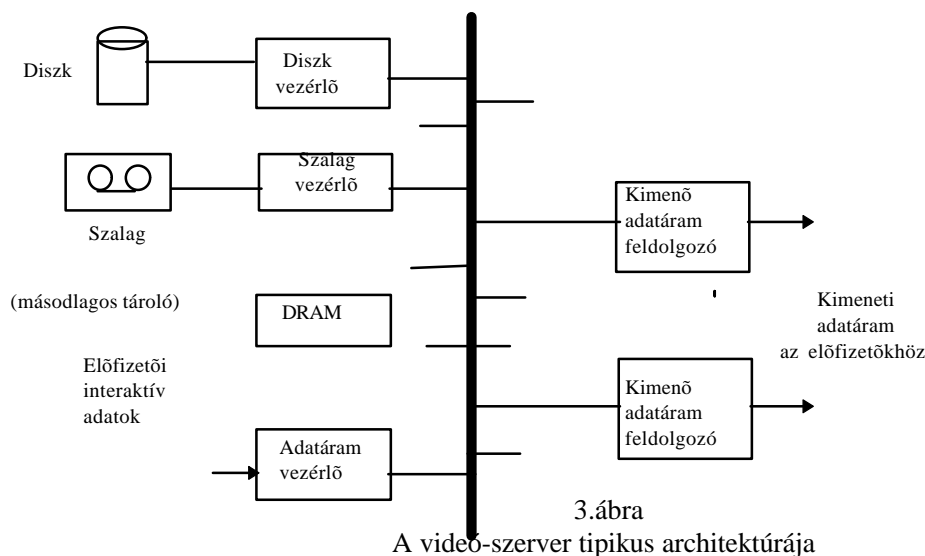 Diszk
Diszk
vezérlõ
Szalag
vezérlõ
Szalag
(másodlagos tároló)
DRAM
Elõfizetõi
interaktív
adatok
Adatáram
vezérlõ
Kimenõ
adatáram
feldolgozó
Kimeneti
adatáram
az elõfizetõkhöz
Kimenõ
adatáram
feldolgozó
3.ábra
A videó-szerver tipikus architektúrája